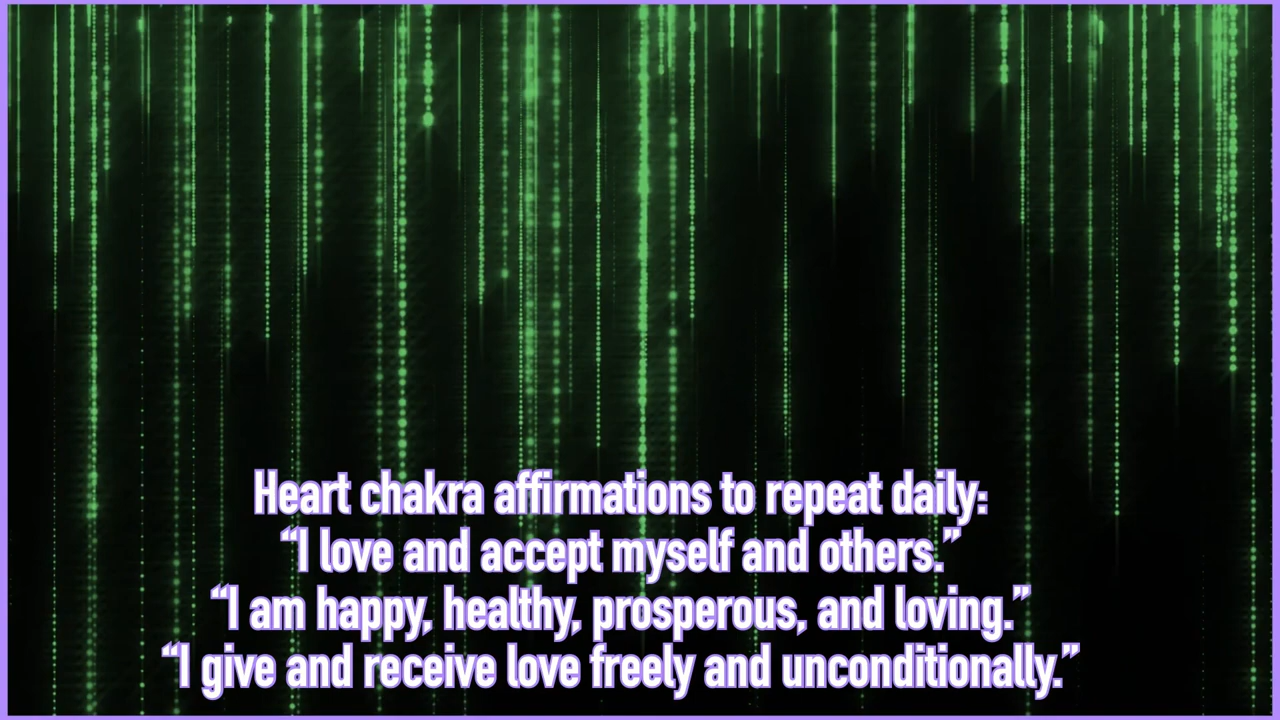 Heart chakra affirmations to repeat daily:
“I love and accept myself and others.”
“I am happy, healthy, prosperous, and loving.”
“I give and receive love freely and unconditionally.”